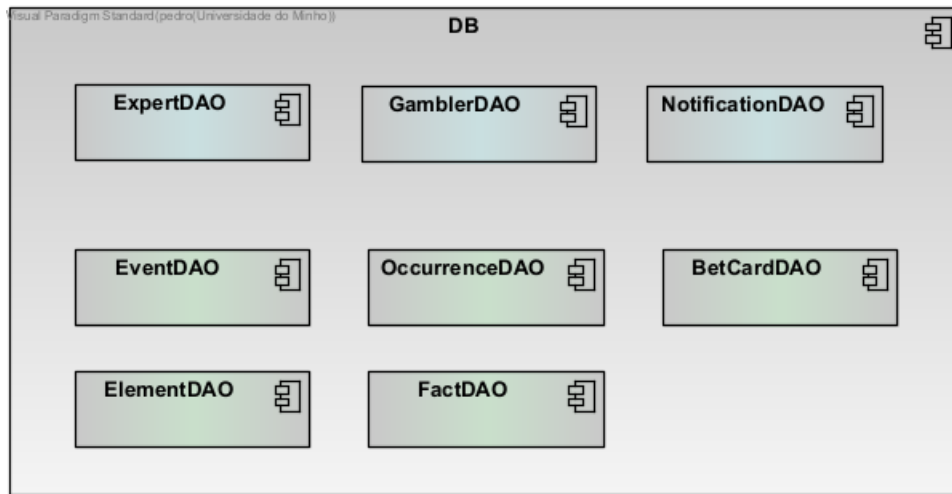 Visual Paradigm Standard(pedro(Universidade do Minho))
DB
ExpertDAO
GamblerDAO
NotificationDAO
EventDAO
OccurrenceDAO
BetCardDAO
ElementDAO
FactDAO